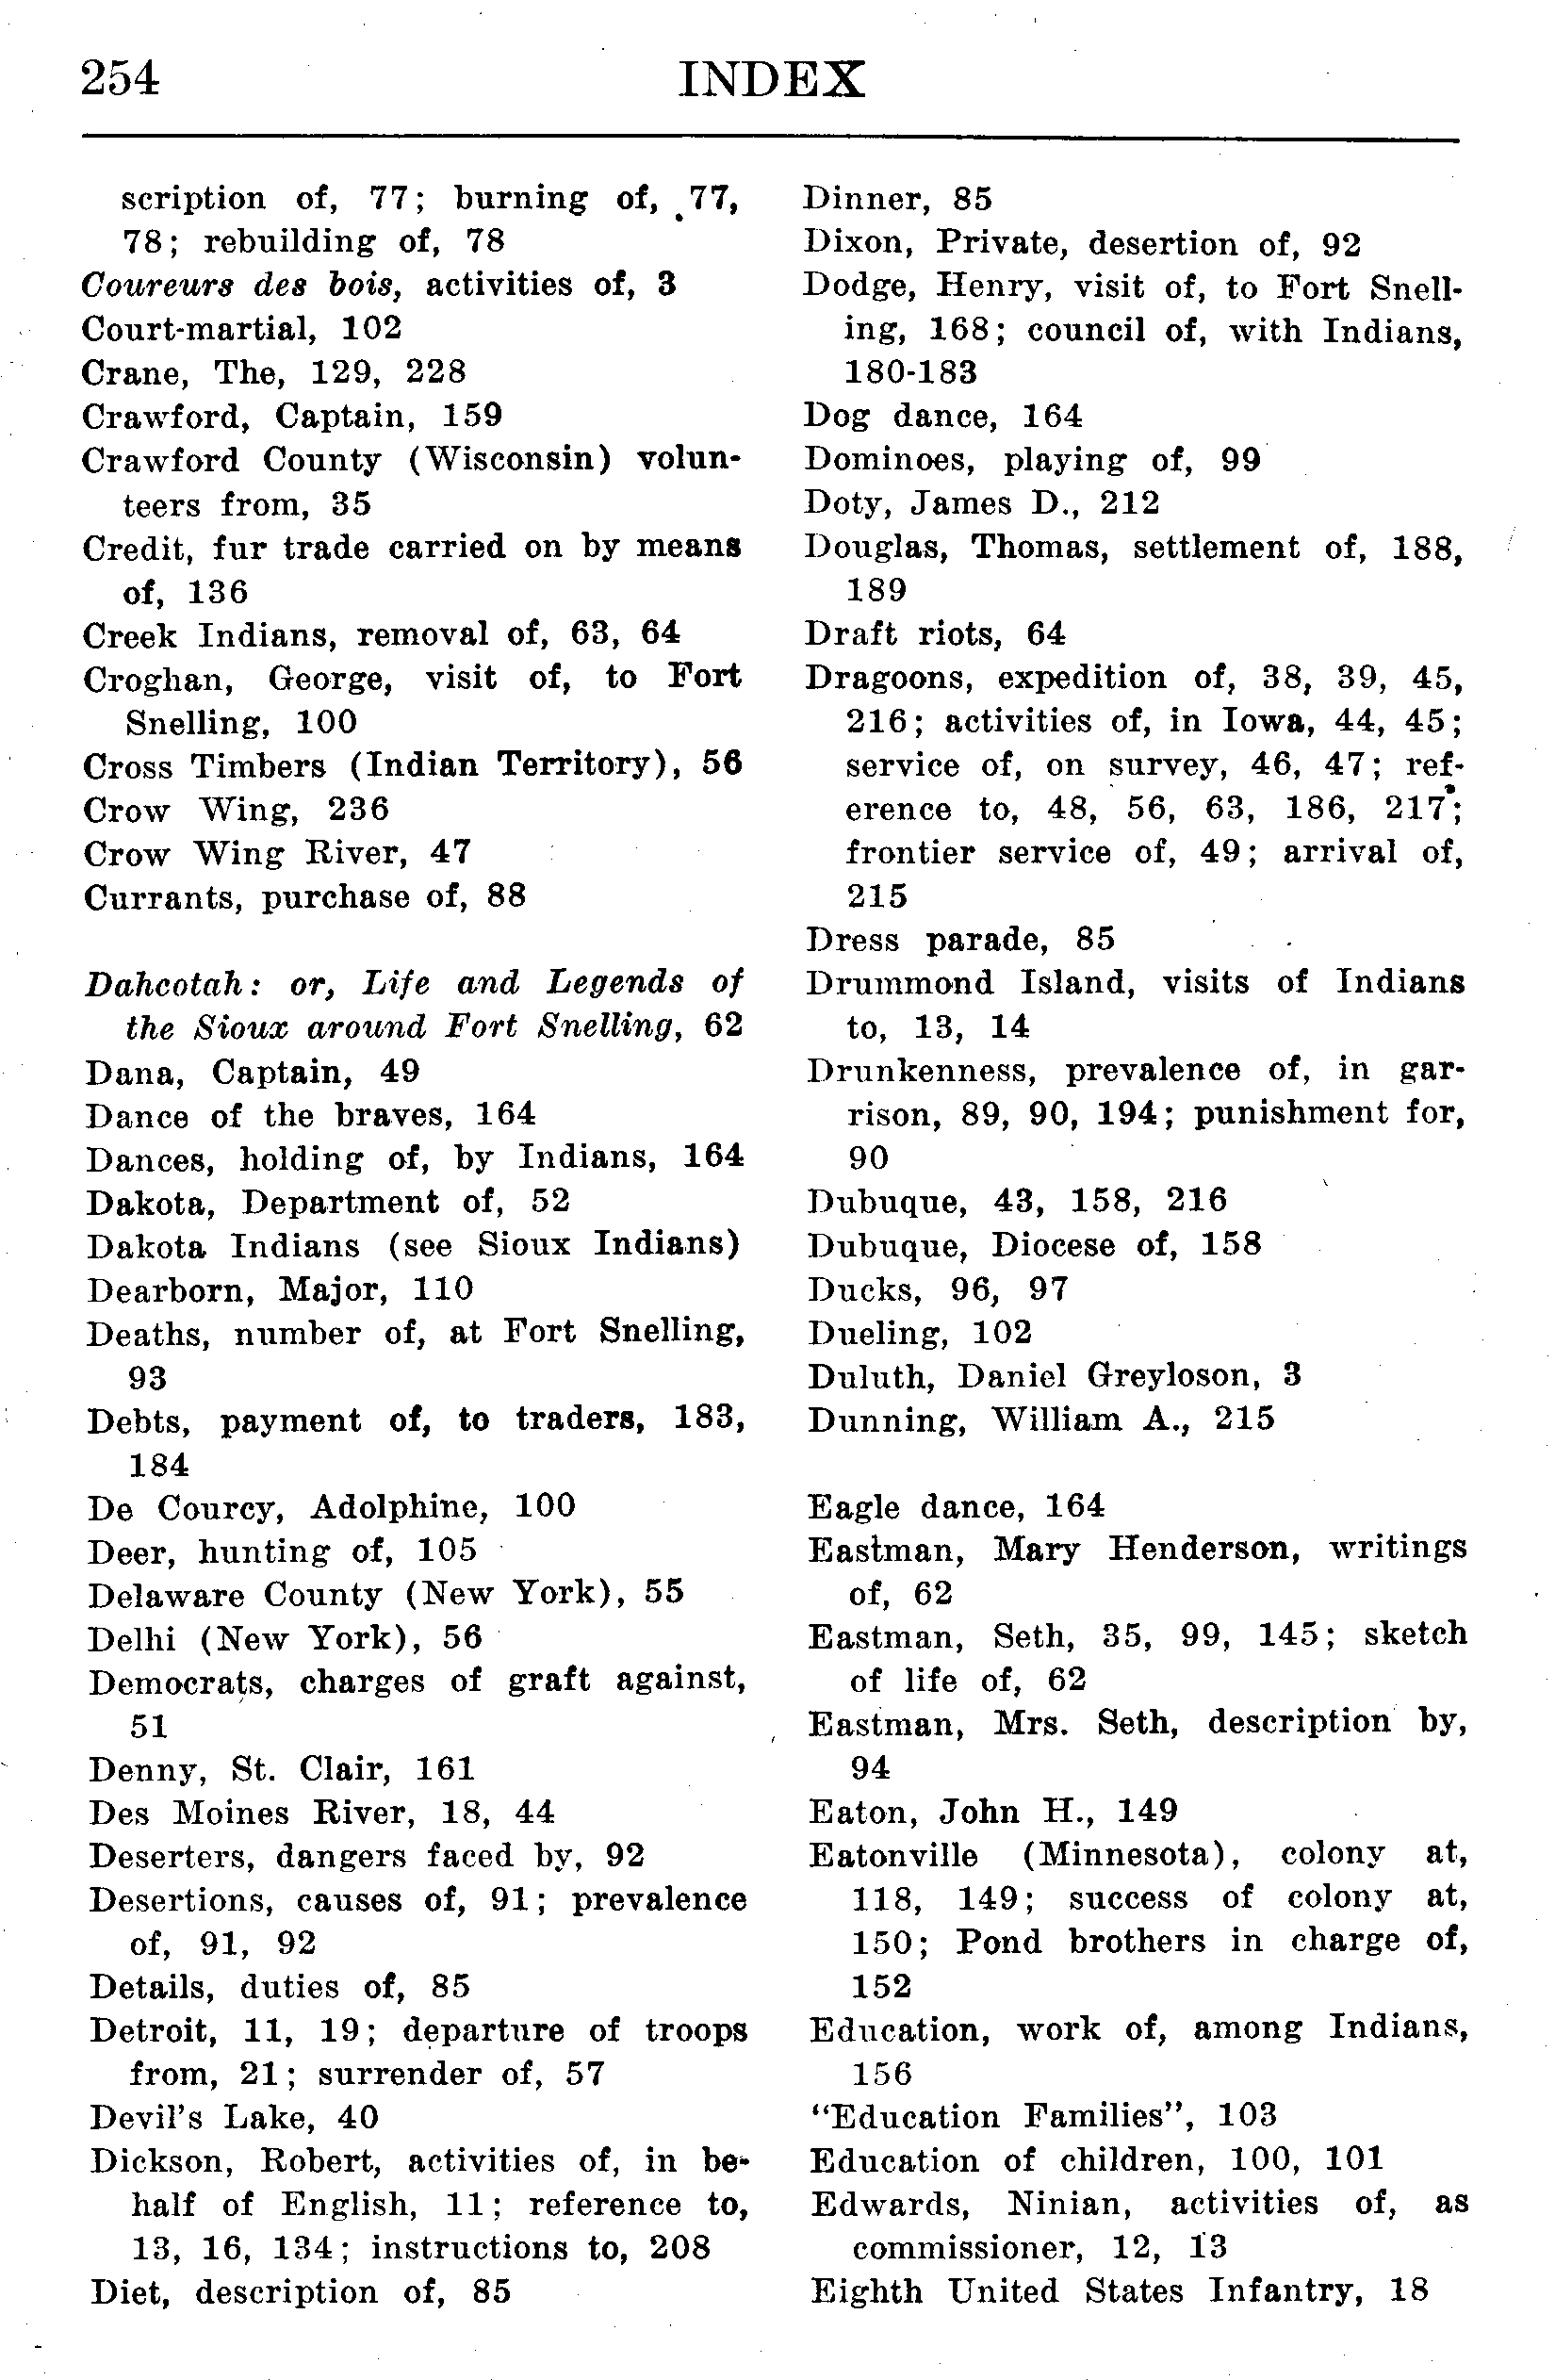 254
INDEX
scription of, 77; burning of, 77,
78; rebuilding of, 78
Coureurs des bois, activities of, 3
Court-martial, 102
Crane, The, 129, 228
Crawford, Captain, 159
Crawford County (Wisconsin) volun-
teers from, 35
Credit, fur trade carried on by means
of, 136
Creek Indians, removal of, 63, 64
Croghan, George, visit of, to Fort
Snelling, 100
Cross Timbers (Indian Territory), 56
Crow Wing, 236
Crow Wing River, 47
Currants, purchase of, 88
Dahcotah: or, Life and Legends of
the Sioux around Fort Snelling, 62
Dana, Captain, 49
Dance of the braves, 164
Dances, holding of, by Indians, 164
Dakota, Department of, 52
Dakota Indians (see Sioux Indians)
Dearborn, Major, 110
Deaths, number of, at Fort Snelling,
93
Debts, payment of, to traders, 183,
184
De Courcy, Adolphine, 100
Deer, hunting of, 105
Delaware County (New York), 55
Delhi (New York), 56
Democrats, charges of graft against,
51
Denny, St. Clair, 161
Des Moines River, 18, 44
Deserters, dangers faced by, 92
Desertions, causes of, 91; prevalence
of, 91, 92
Details, duties of, 85
Detroit, 11, 19; departure of troops
from, 21; surrender of, 57
Devil's Lake, 40
Dickson, Robert, activities of, in be-
half of English, 11; reference to,
13, 16, 134; instructions to, 208
Diet, description of, 85
Dinner, 85
Dixon, Private, desertion of, 92
Dodge, Henry, visit of, to Fort Snell-
ing, 168; council of, with Indians,
180-183
Dog dance, 164
Dominoes, playing of, 99
Doty, James D., 212
Douglas, Thomas, settlement of, 188,
189
Draft riots, 64
Dragoons, expedition of, 38, 39, 45,
216; activities of, in Iowa, 44, 45;
service of, on survey, 46, 47; ref-
erence to, 48, 56, 63, 186, 217;
frontier service of, 49; arrival of,
215
Dress parade, 85
Drummond Island, visits of Indians
to, 13, 14
Drunkenness, prevalence of, in gar-
rison, 89, 90, 194; punishment for,
90
Dubuque, 43, 158, 216
Dubuque, Diocese of, 158
Ducks, 96, 97
Dueling, 102
Duluth, Daniel Greyloson, 3
Dunning, William A., 215
Eagle dance, 164
Eastman, Mary Henderson, writings
of, 62
Eastman, Seth, 35, 99, 145; sketch
of life of, 62
Eastman, Mrs. Seth, description by,
94
Eaton, John H., 149
Eatonville (Minnesota), colony at,
118, 149; success of colony at,
150; Pond brothers in charge of,
152
Education, work of, among Indians,
156
"Education Families", 103
Education of children, 100, 101
Edwards, Ninian, activities of, as
commissioner, 12, 13
Eighth United States Infantry, 18